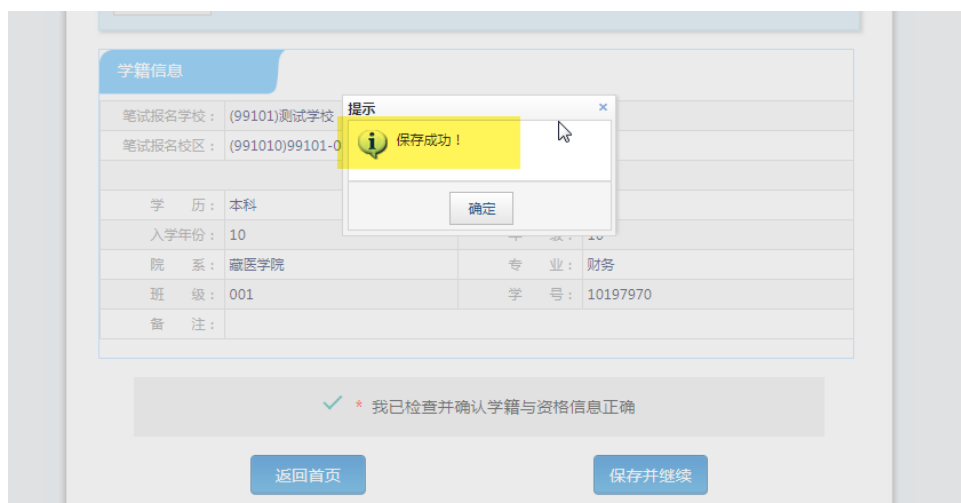 学籍信息
笔试报名学校： (99101)测试学校
笔试报名校区： (991010)99101-0
提示
保存成功！
确定
学 历： 本科
入学年份： 10 年 级： 10
院 系： 藏医学院 专 业： 财务
班 级： 001 学 号： 10197970
备 注：
* 我已检查并确认学籍与资格信息正确
返回首页 保存并继续